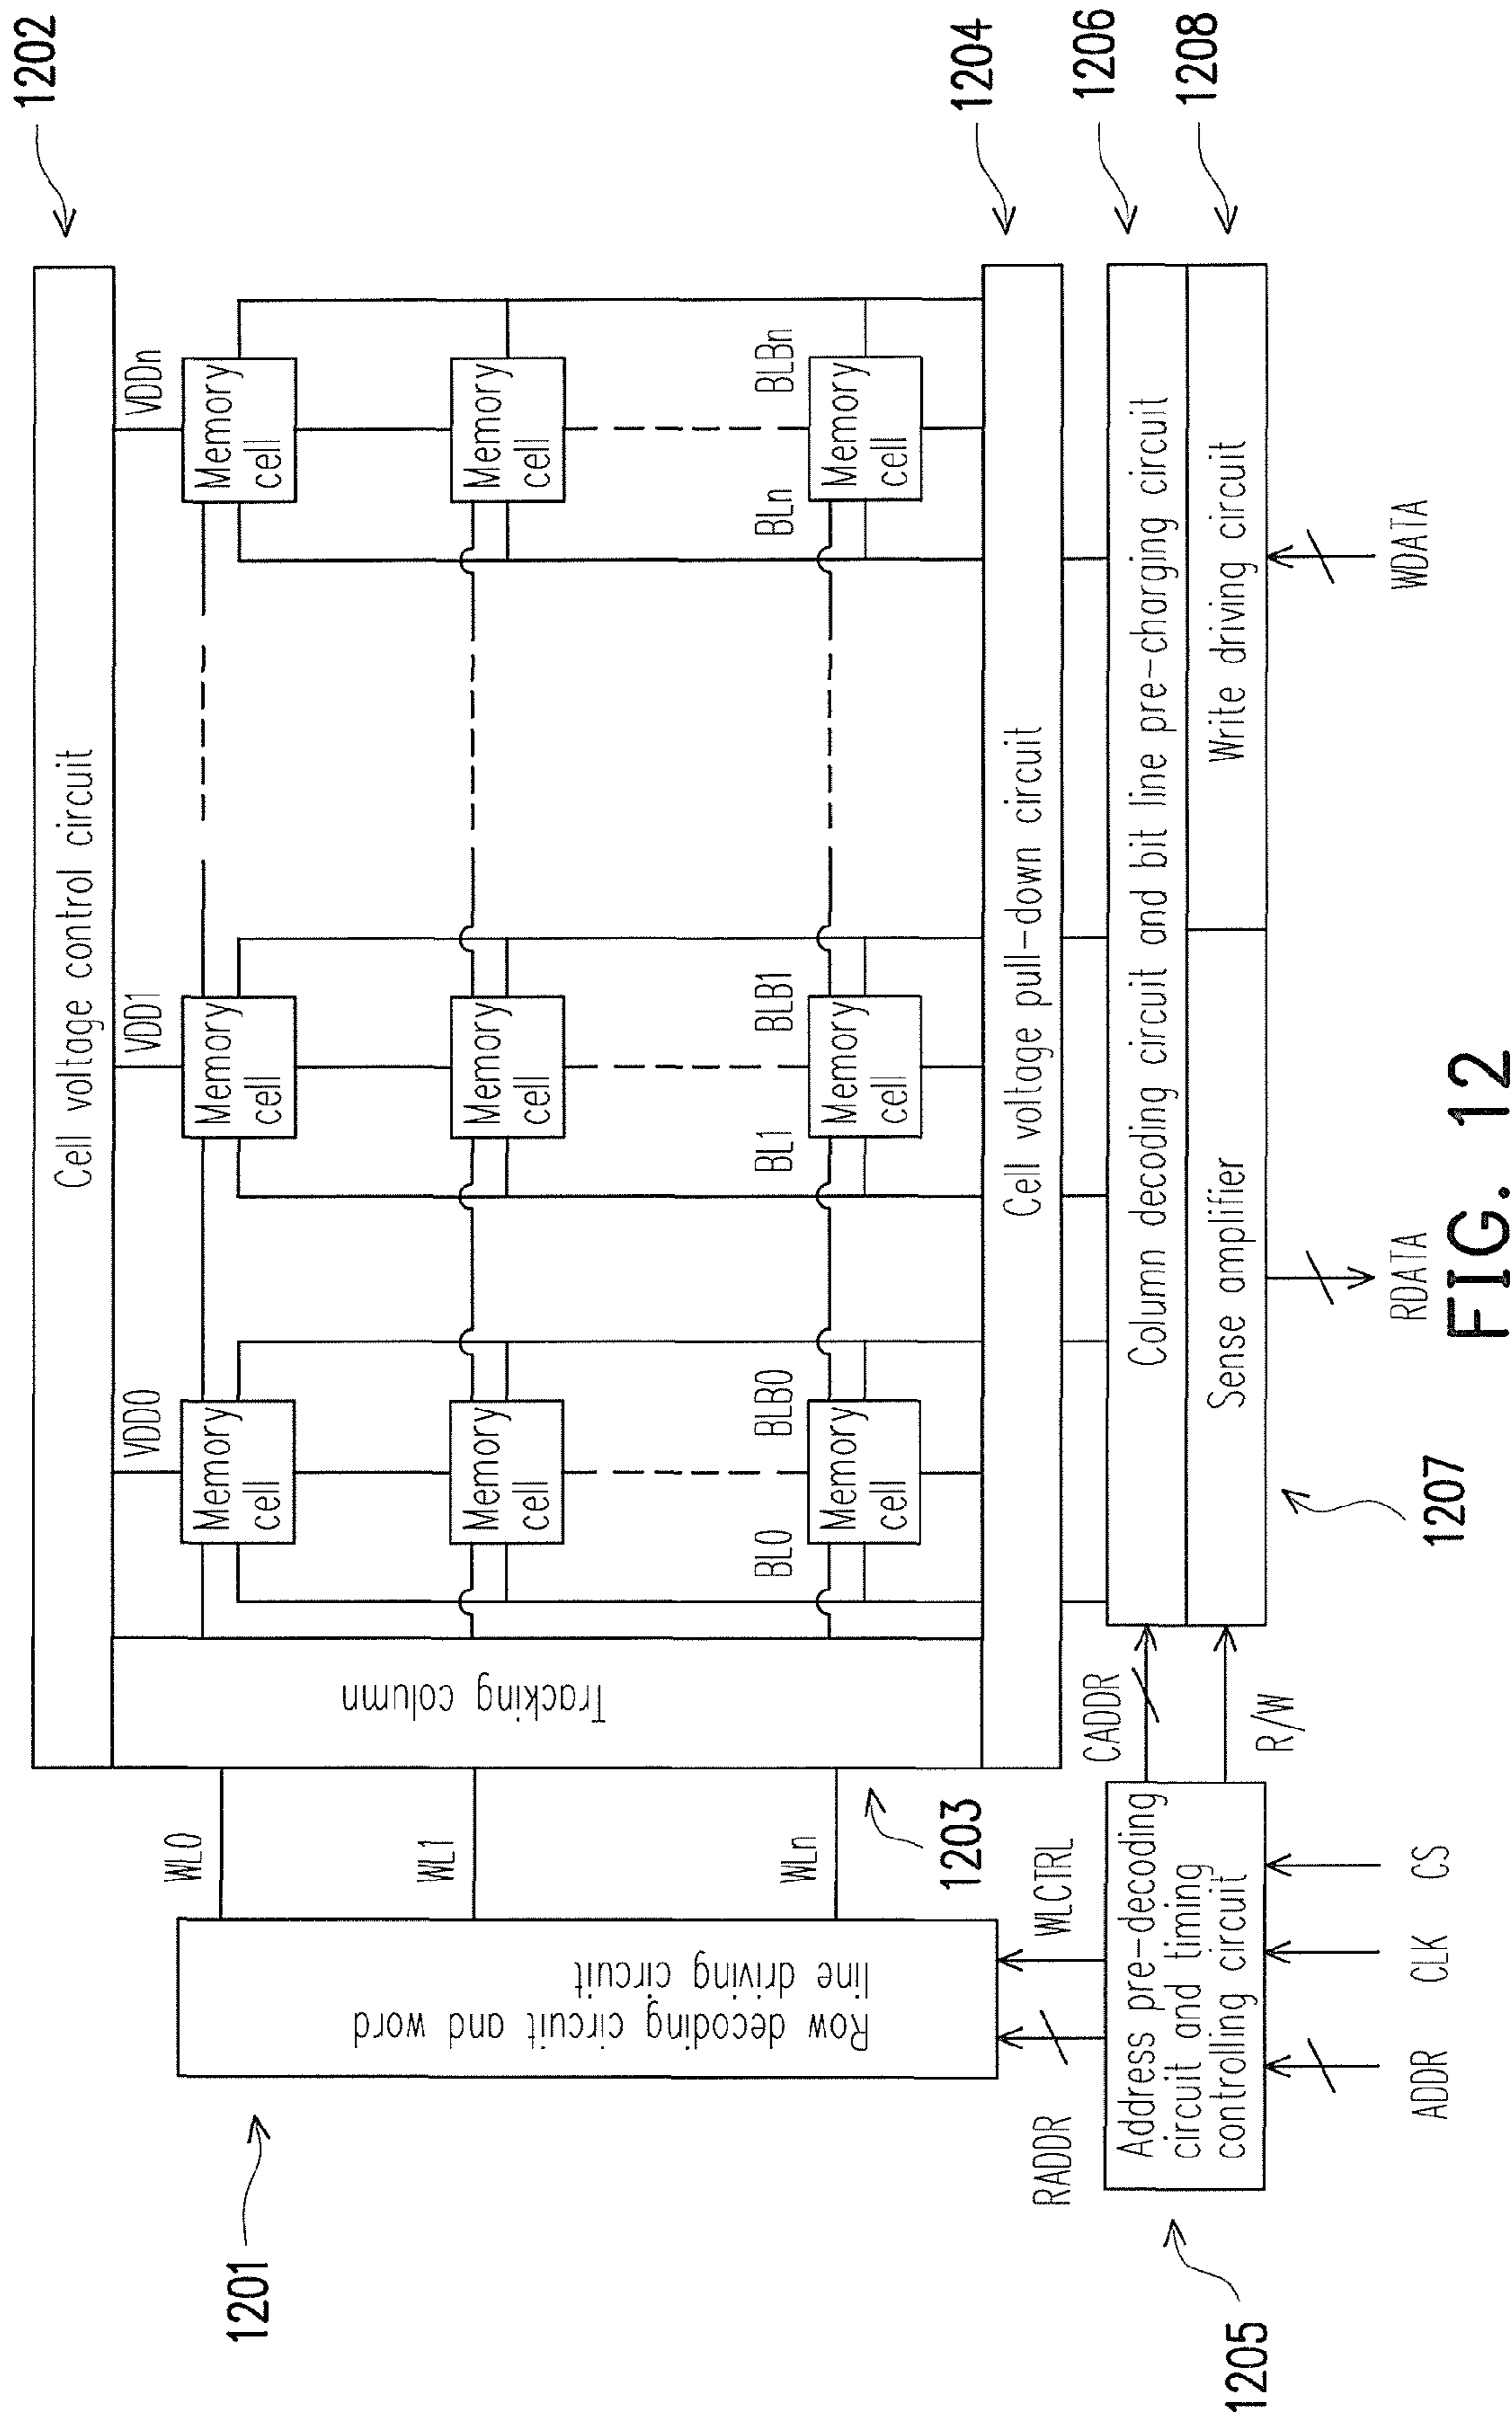 1202
Cell voltage control circuit
VDD0
VDD1
VDDn
Memory
cell
Memory
cell
Memory
cell
WL0
Tracking column
1201
Row decoding circuit and word
line driving circuit
WL1
Memory
cell
Memory
cell
Memory
cell
BL0
BLB0
BL1
BLB1
BLn
BLBn
WLn
Memory
cell
Memory
cell
Memory
cell
1203
1204
Cell voltage pull-down circuit
RADDR
WLCTRL
CADDR
1206
Column decoding circuit and bit line pre-charging circuit
1205
Address pre-decoding
circuit and timing
controlling circuit
R/W
1208
Sense amplifier
Write driving circuit
1207
ADDR
CLK
CS
RDATA
WDATA
FIG. 12